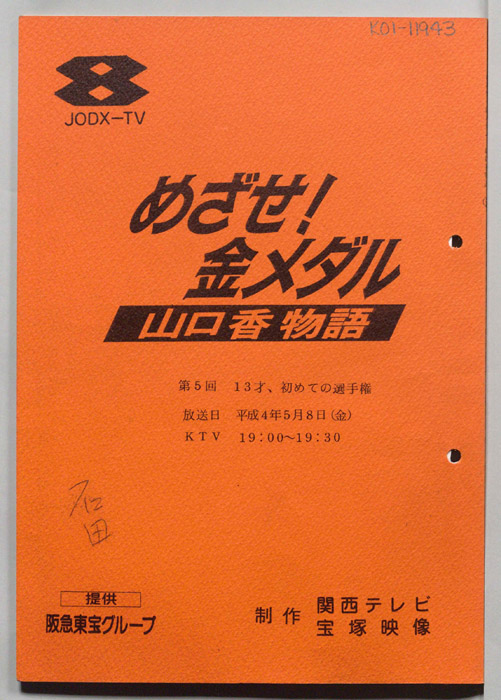 K01-11943
8
JODX-TV
めざせ!
金メダル
山口香物語
第5回 13才、初めての選手権
放送日 平成4年5月8日(金)
KTV 19:00〜19:30
石田
提供
阪急東宝グループ
制作 関西テレビ
宝塚映像